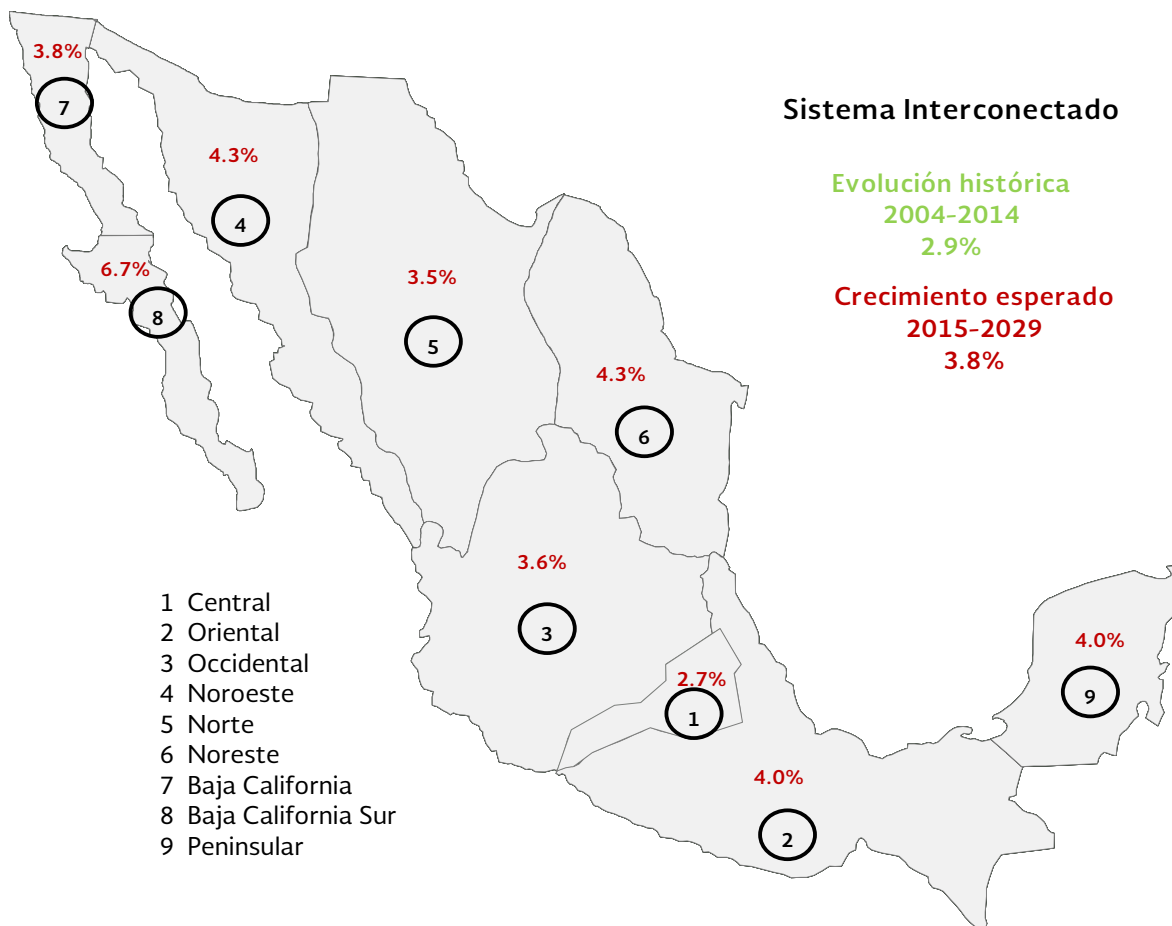 3.8%
7
Sistema Interconectado
4.3%
4
Evolución histórica
2004-2014
2.9%
6.7%
8
3.5%
5
Crecimiento esperado
2015-2029
3.8%
4.3%
6
3.6%
3
1 Central
2 Oriental
3 Occidental
4 Noroeste
5 Norte
6 Noreste
7 Baja California
8 Baja California Sur
9 Peninsular
2.7%
1
4.0%
9
4.0%
2